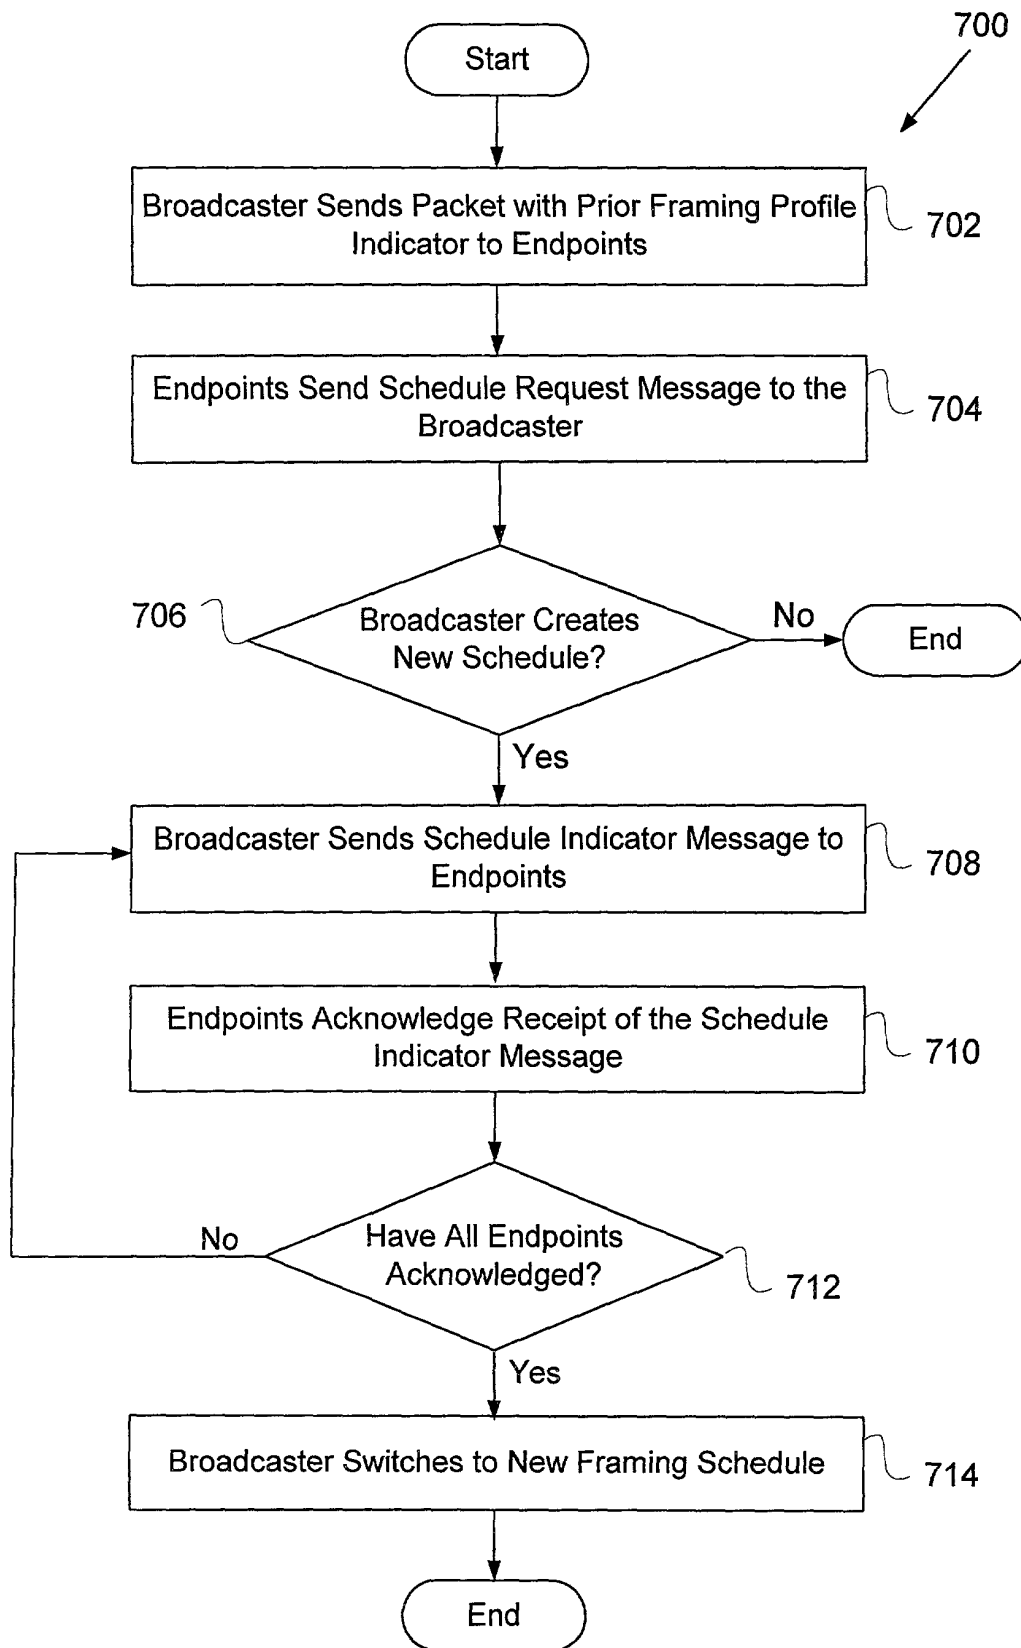 700
Start
Broadcaster Sends Packet with Prior Framing Profile
Indicator to Endpoints
702
Endpoints Send Schedule Request Message to the
Broadcaster
704
706
Broadcaster Creates
New Schedule?
No
End
Yes
Broadcaster Sends Schedule Indicator Message to
Endpoints
708
Endpoints Acknowledge Receipt of the Schedule
Indicator Message
710
No
Have All Endpoints
Acknowledged?
712
Yes
Broadcaster Switches to New Framing Schedule
714
End